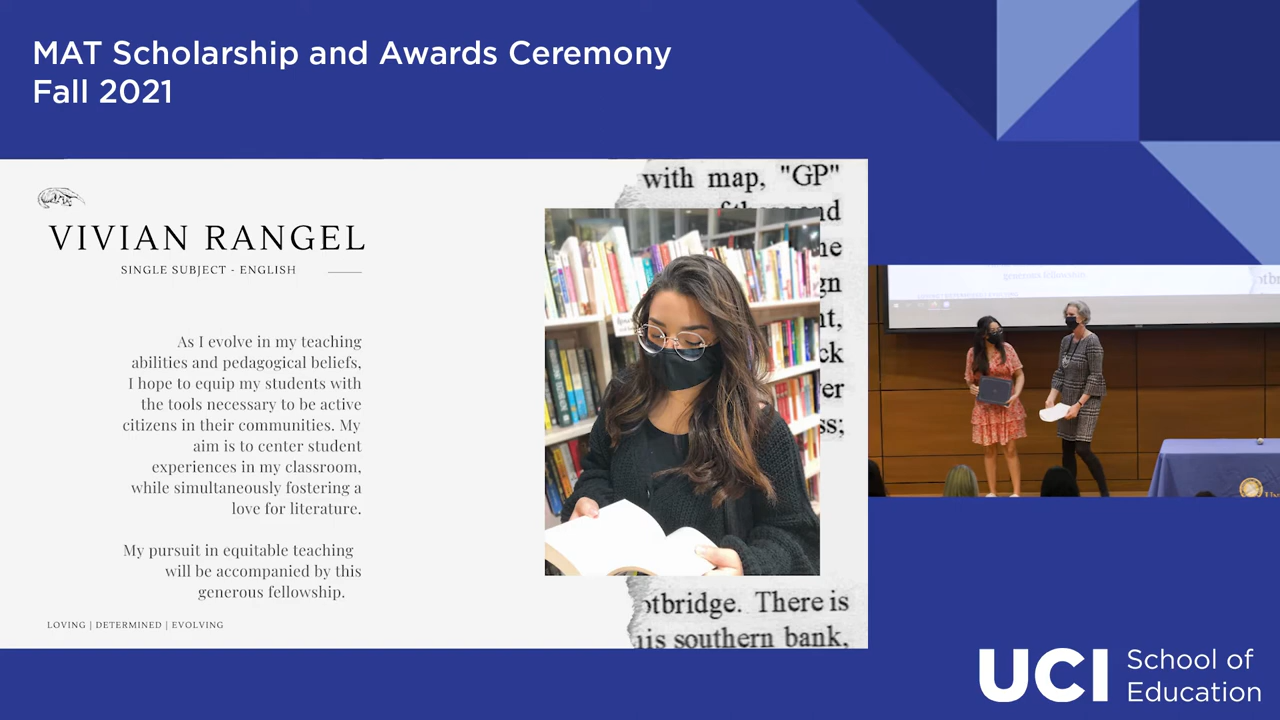 MAT Scholarship and Awards Ceremony
Fall 2021
VIVIAN RANGEL
SINGLE SUBJECT - ENGLISH
As I evolve in my teaching
abilities and pedagogical beliefs,
I hope to equip my students with
the tools necessary to be active
citizens in their communities. My
aim is to center student
experiences in my classroom,
while simultaneously fostering a
love for literature.
My pursuit in equitable teaching
will be accompanied by this
generous fellowship.
LOVING | DETERMINED | EVOLVING
with map, "GP"
There is
southern bank,
generous fellowship.
UCI School of
Education